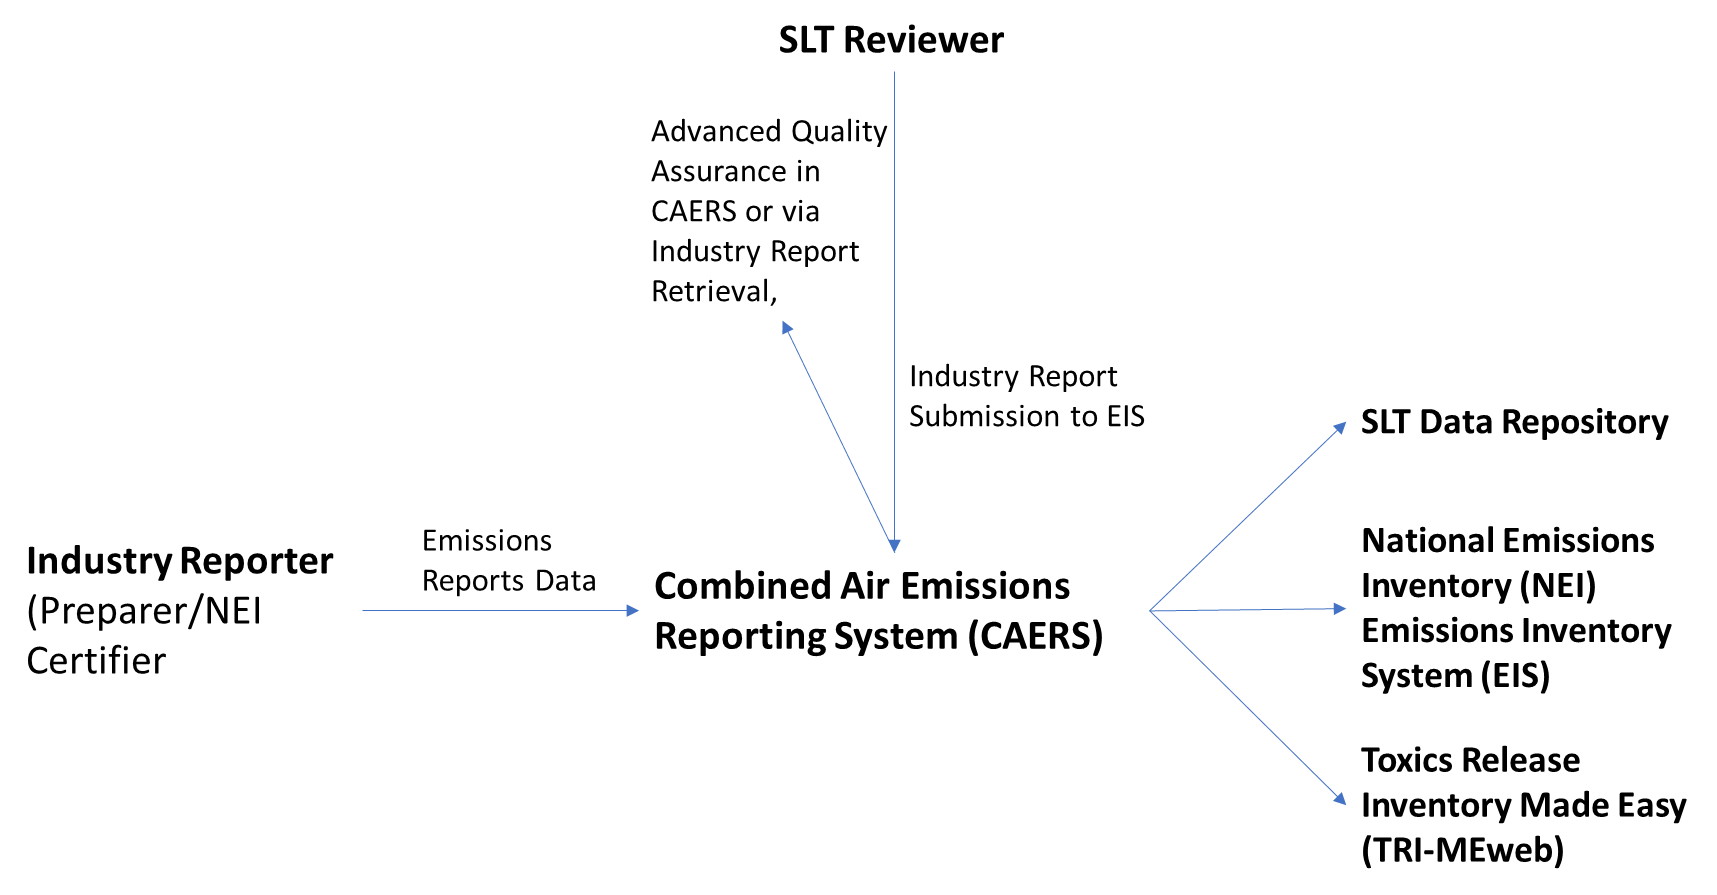 SLT Reviewer
Advanced Quality
Assurance in
CAERS or via
Industry Report
Retrieval,
Industry Report
Submission to EIS
Industry Reporter
(Preparer/NEI
Certifier
Emissions
Reports Data
Combined Air Emissions
Reporting System (CAERS)
SLT Data Repository
National Emissions
Inventory (NEI)
Emissions Inventory
System (EIS)
Toxics Release
Inventory Made Easy
(TRI-MEweb)